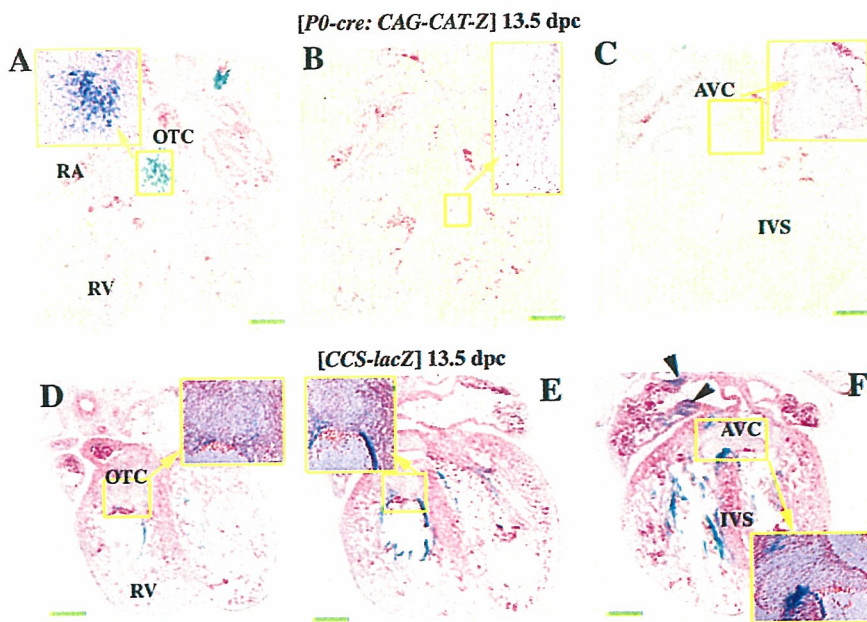 [P0-cre: CAG-CAT-Z] 13.5 dpc
A
B
C
OTC
RA
RV
AVC
IVS
[CCS-lacZ] 13.5 dpc
D
E
F
OTC
RV
AVC
IVS